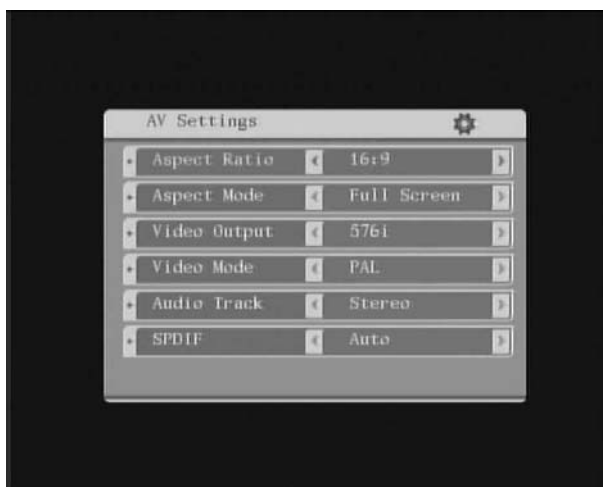 AV Settings
Aspect Ratio 16:9
Aspect Mode Full Screen
Video Output 576i
Video Mode PAL
Audio Track Stereo
SPDIF Auto